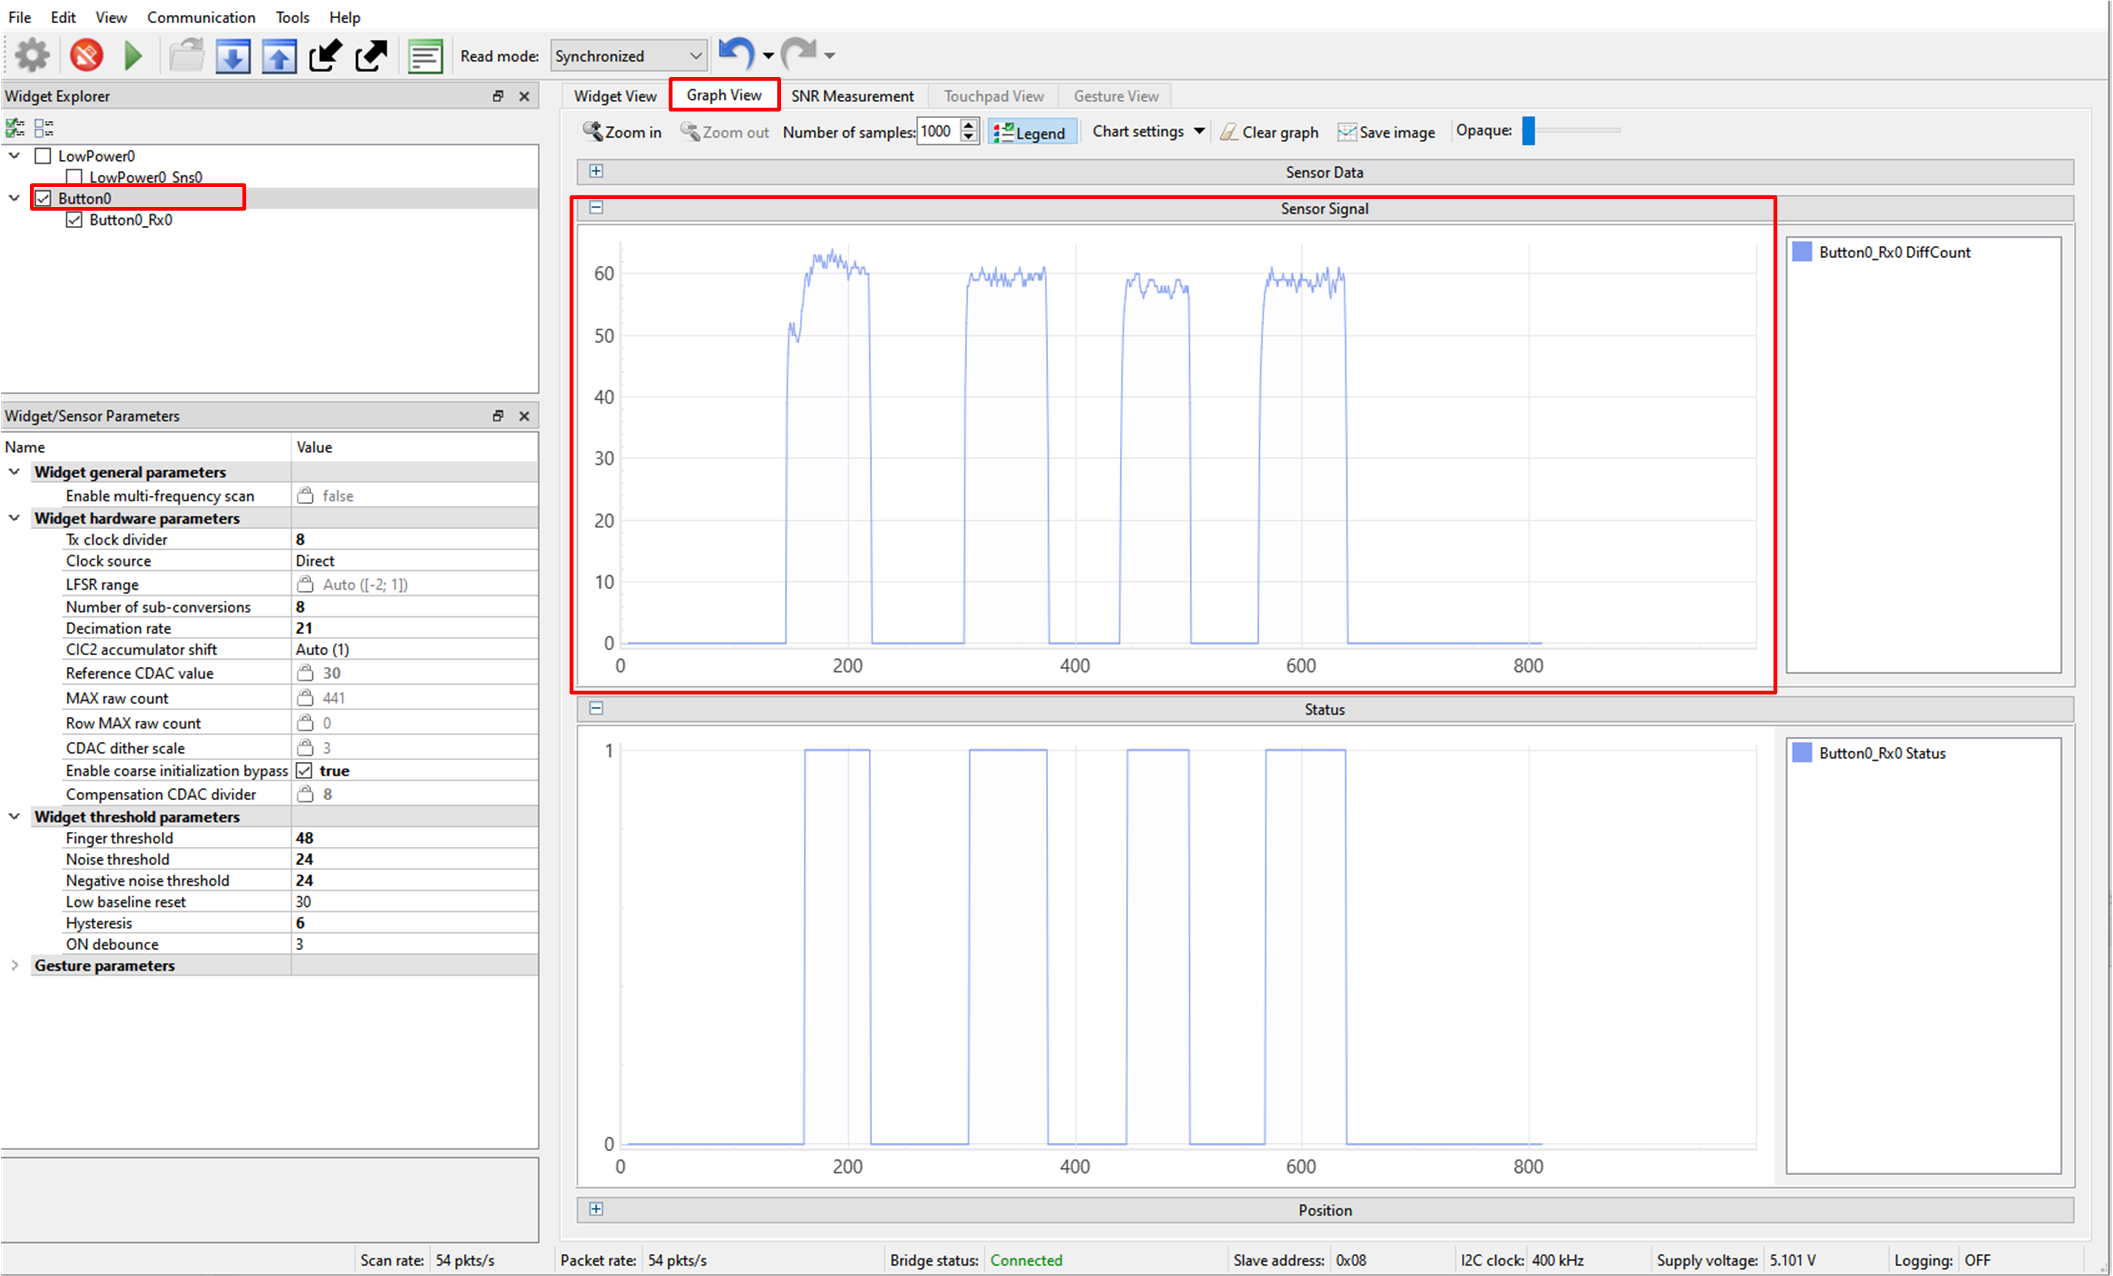 File Edit View Communication Tools Help
Read mode: Synchronized
Widget Explorer
LowPower0
LowPower0_Sns0
Button0
Button0_Rx0
Widget/Sensor Parameters
Name Value
Widget general parameters
Enable multi-frequency scan false
Widget hardware parameters
Tx clock divider 8
Clock source Direct
LFSR range Auto ([-2; 1])
Number of sub-conversions 8
Decimation rate 21
CIC2 accumulator shift Auto (1)
Reference CDAC value 30
MAX raw count 441
Row MAX raw count 0
CDAC dither scale 3
Enable coarse initialization bypass true
Compensation CDAC divider 8
Widget threshold parameters
Finger threshold 48
Noise threshold 24
Negative noise threshold 24
Low baseline reset 30
Hysteresis 6
ON debounce 3
Gesture parameters
Widget View Graph View SNR Measurement Touchpad View Gesture View
Zoom in Zoom out Number of samples: 1000 Legend Chart settings Clear graph Save image Opaque:
Sensor Data
Sensor Signal
60
50
40
30
20
10
0
0 200 400 600 800
Button0_Rx0 DiffCount
Status
1
0
0 200 400 600 800
Button0_Rx0 Status
Position
Scan rate: 54 pkts/s Packet rate: 54 pkts/s Bridge status: Connected Slave address: 0x08 I2C clock: 400 kHz Supply voltage: 5.101 V Logging: OFF